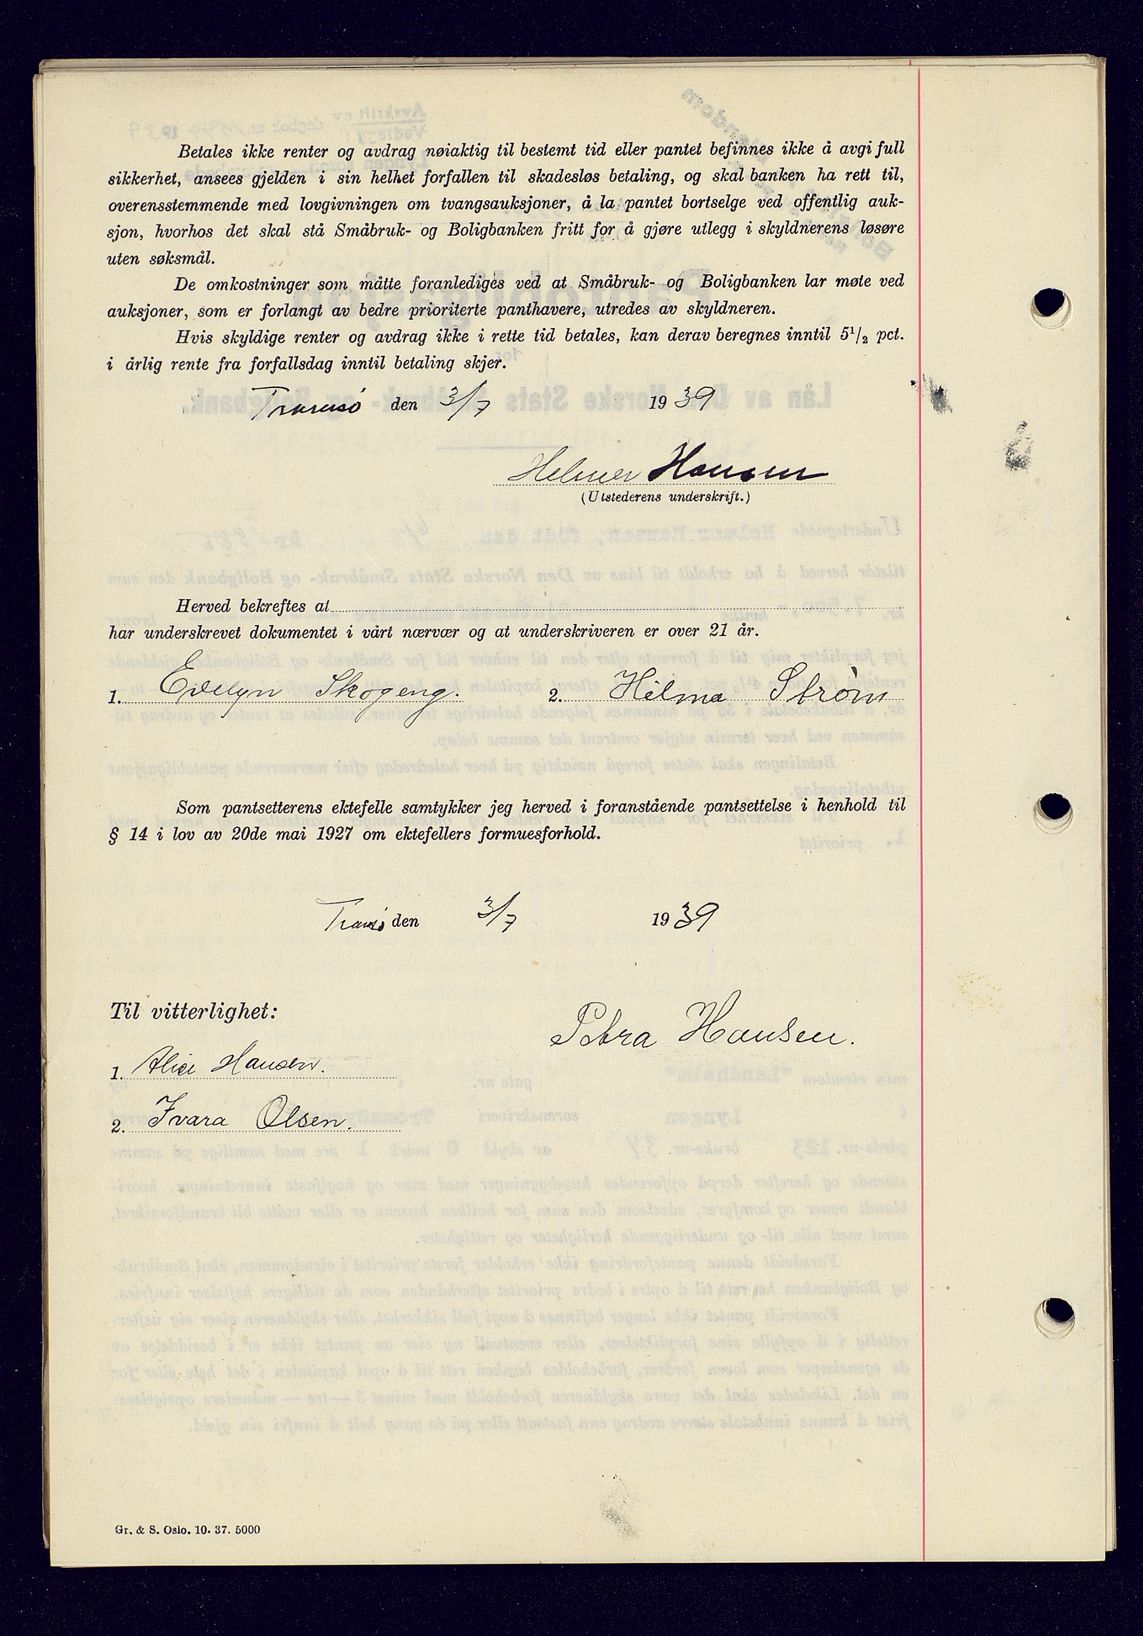 Betales ikke renter og avdrag nøiaktig til bestemt tid eller pantet befinnes ikke å avgi full
sikkerhet, ansees gjelden i sin helhet forfallen til skadesløs betaling, og skal banken ha rett til,
overensstemmende med lovgivningen om tvangsauksjoner, å la pantet bortselge ved offentlig auk-
sjon, hvorhos det skal stå Småbruk- og Boligbanken fritt for å gjøre utlegg i skyldnerens løsøre
uten søksmål.
De omkostninger som måtte foranlediges ved at Småbruk- og Boligbanken lar møte ved
auksjoner, som er forlangt av bedre prioriterte panthavere, utredes av skyldneren.
Hvis skyldige renter og avdrag ikke i rette tid betales, kan derav beregnes inntil 5 1/2 pct.
i årlig rente fra forfallsdag inntil betaling skjer.
Tromsø den 3/7 1939
Helmer Hansen
(Utstederens underskrift.)
Herved bekreftes at
har underskrevet dokumentet i vårt nærvær og at underskriveren er over 21 år.
1. Evelyn Skogeng. 2. Hilma Strøm
Som pantsetterens ektefelle samtykker jeg herved i foranstående pantsettelse i henhold til
§ 14 i lov av 20de mai 1927 om ektefellers formuesforhold.
Tromsø den 3/7 1939
Til vitterlighet:
Petra Hansen.
1. Alice Hansen.
2. Ivara Olsen.
Gr. & S. Oslo. 10. 37. 5000